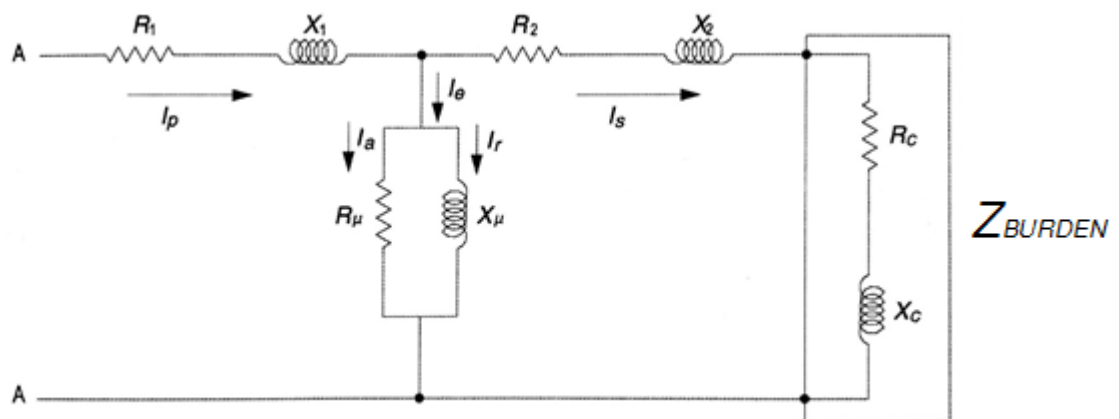 R1 X1 R2 X2
A
Ip Ie Is
Ia Ir
RC
Rμ Xμ
ZBURDEN
XC
A